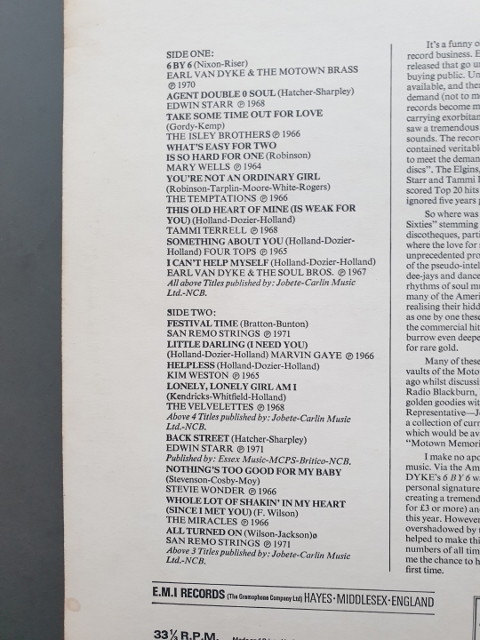 SIDE ONE:
6 BY 6 (Nixon-Riser)
EARL VAN DYKE & THE MOTOWN BRASS
℗ 1970
AGENT DOUBLE 0 SOUL (Hatcher-Sharpley)
EDWIN STARR ℗ 1968
TAKE SOME TIME OUT FOR LOVE
(Gordy-Kemp)
THE ISLEY BROTHERS ℗ 1966
WHAT'S EASY FOR TWO
IS SO HARD FOR ONE (Robinson)
MARY WELLS ℗ 1964
YOU'RE NOT AN ORDINARY GIRL
(Robinson-Tarplin-Moore-White-Rogers)
THE TEMPTATIONS ℗ 1966
THIS OLD HEART OF MINE (IS WEAK FOR
YOU) (Holland-Dozier-Holland)
TAMMI TERRELL ℗ 1968
SOMETHING ABOUT YOU (Holland-Dozier-
Holland) FOUR TOPS ℗ 1965
I CAN'T HELP MYSELF (Holland-Dozier-Holland)
EARL VAN DYKE & THE SOUL BROS. ℗ 1967
All above Titles published by: Jobete-Carlin Music
Ltd.-NCB.
SIDE TWO:
FESTIVAL TIME (Bratton-Bunton)
SAN REMO STRINGS ℗ 1971
LITTLE DARLING (I NEED YOU)
(Holland-Dozier-Holland) MARVIN GAYE ℗ 1966
HELPLESS (Holland-Dozier-Holland)
KIM WESTON ℗ 1965
LONELY, LONELY GIRL AM I
(Kendricks-Whitfield-Holland)
THE VELVELETTES ℗ 1968
Above 4 Titles published by: Jobete-Carlin Music
Ltd.-NCB.
BACK STREET (Hatcher-Sharpley)
EDWIN STARR ℗ 1971
Published by: Essex Music-MCPS-Britico-NCB.
NOTHING'S TOO GOOD FOR MY BABY
(Stevenson-Cosby-Moy)
STEVIE WONDER ℗ 1966
WHOLE LOT OF SHAKIN' IN MY HEART
(SINCE I MET YOU) (F. Wilson)
THE MIRACLES ℗ 1966
ALL TURNED ON (Wilson-Jackson)
SAN REMO STRINGS ℗ 1971
Above 3 Titles published by: Jobete-Carlin Music
Ltd.-NCB.
E.M.I RECORDS (The Gramophone Company Ltd) HAYES · MIDDLESEX · ENGLAND
33⅓ R.P.M.
It's a funny o
record business. E
released that go u
buying public. Un
available, and the
demand (not to m
records become m
carrying exorbitan
saw a tremendous
sounds. The recor
contained veritabl
to meet the deman
discs". The Elgins,
Starr and Tammi
scored Top 20 hits
ignored five years
So where was
Sixties" stemming
discotheques, parti
where the love for
unprecedented pro
of the pseudo-intel
dee-jays and dance
rhythms of soul mu
many of the Ameri
realising their hidd
as one by one these
the commercial hit
burrow even deepe
for rare gold.
Many of these
vaults of the Moto
ago whilst discussi
Radio Blackburn,
golden goodies wit
Representative—J
a collection of curr
which would be av
"Motown Memori
I make no apo
music. Via the Am
DYKE's 6 BY 6 w
personal signature
creating a tremend
for £3 or more) an
this year. However
overshadowed by
helped to make thi
numbers of all tim
me the chance to h
first time.